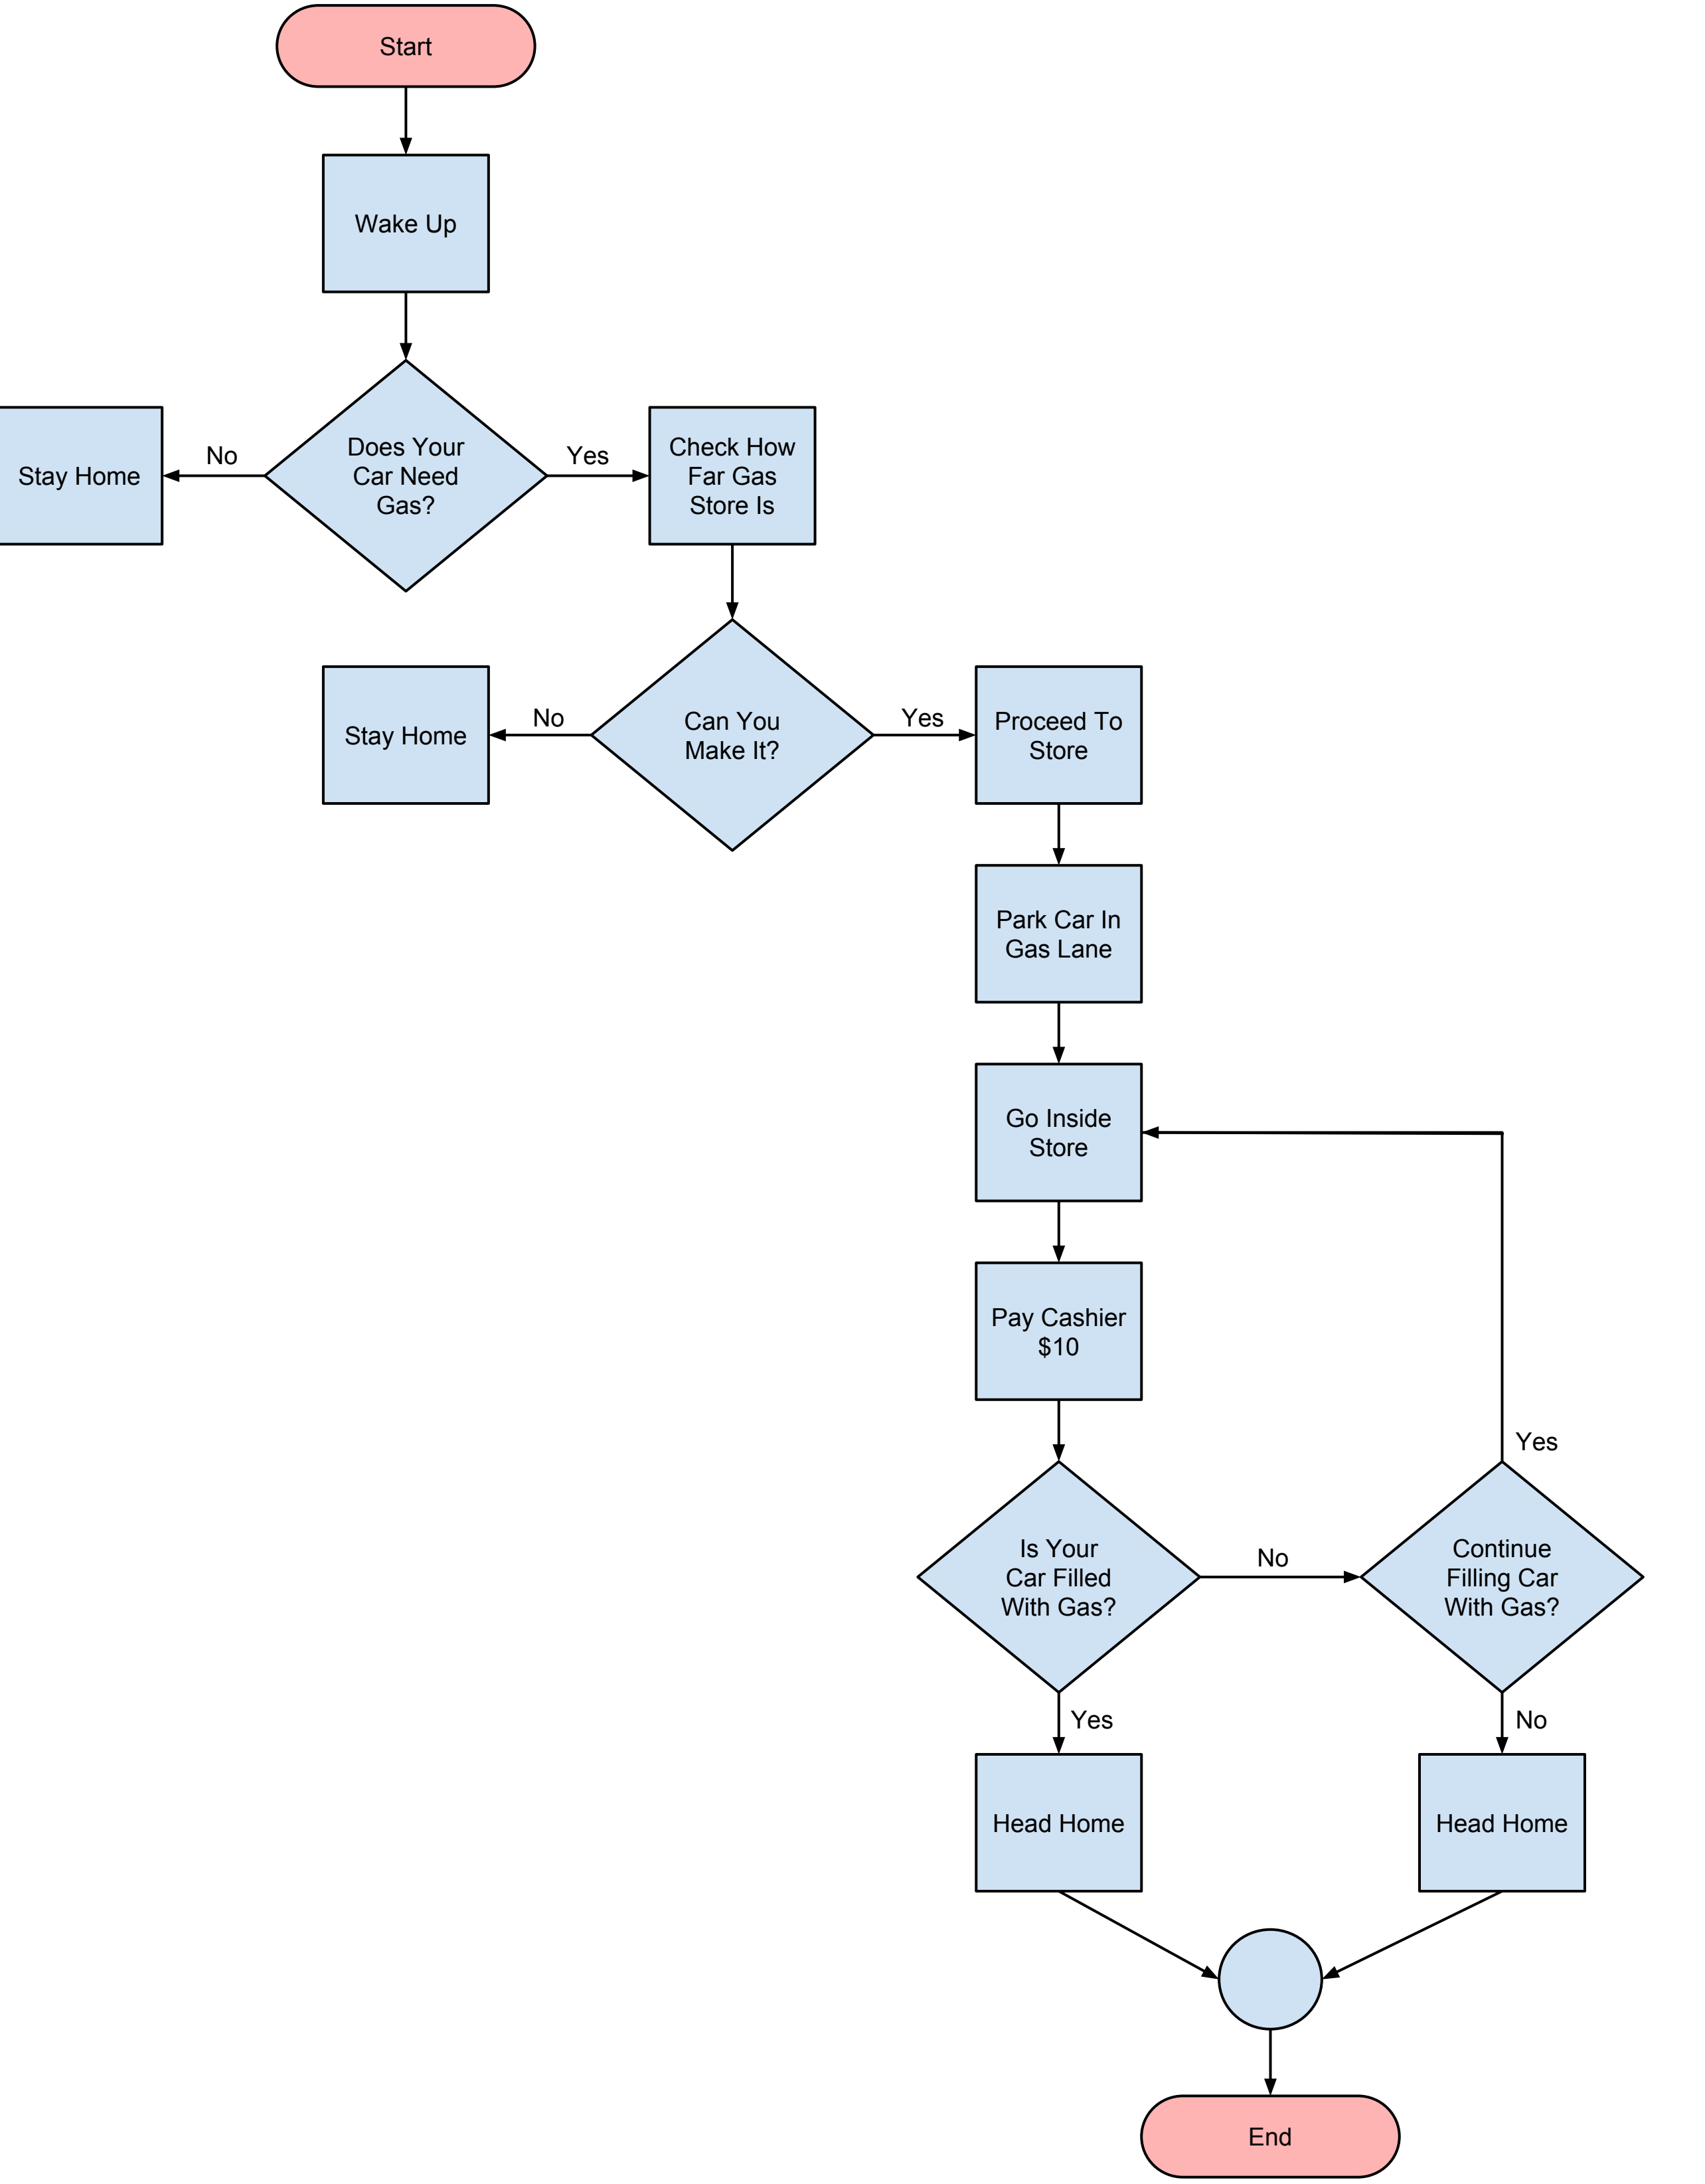 Start
Wake Up
Does Your
Car Need
Gas?
No
Stay Home
Yes
Check How
Far Gas
Store Is
Can You
Make It?
No
Stay Home
Yes
Proceed To
Store
Park Car In
Gas Lane
Go Inside
Store
Pay Cashier
$10
Is Your
Car Filled
With Gas?
No
Continue
Filling Car
With Gas?
Yes
Yes
No
Head Home
Head Home
End